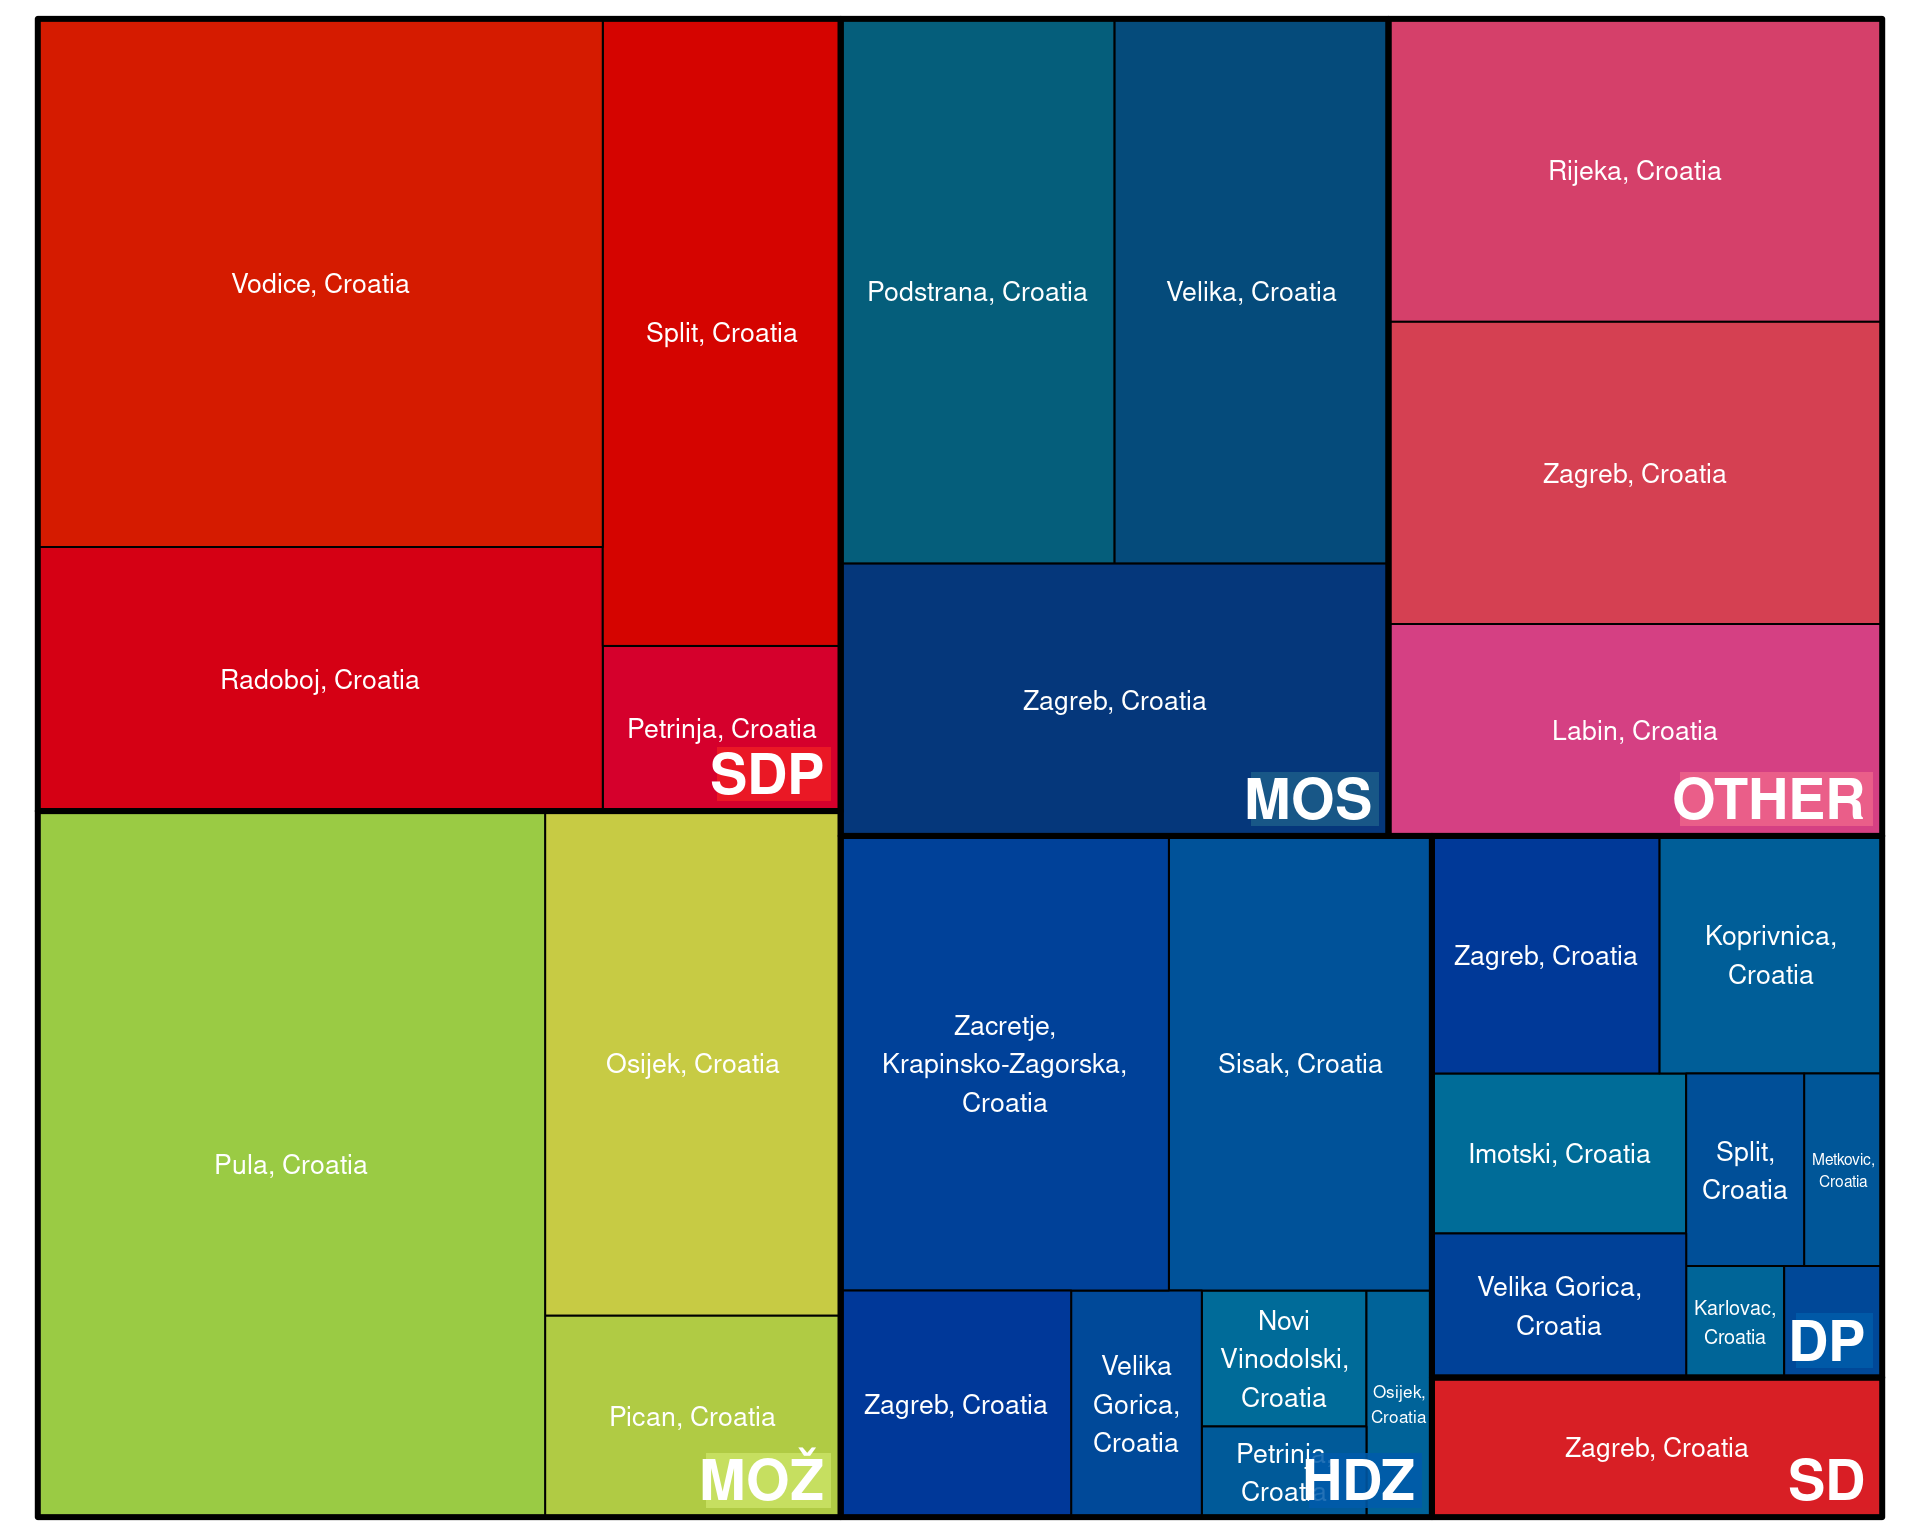 Vodice, Croatia
Split, Croatia
Radoboj, Croatia
Petrinja, Croatia
SDP
Podstrana, Croatia
Velika, Croatia
Zagreb, Croatia
MOS
Rijeka, Croatia
Zagreb, Croatia
Labin, Croatia
OTHER
Pula, Croatia
Osijek, Croatia
Pican, Croatia
MOŽ
Zacretje,
Krapinsko-Zagorska,
Croatia
Sisak, Croatia
Zagreb, Croatia
Velika
Gorica,
Croatia
Novi
Vinodolski,
Croatia
Petrinja,
Croatia
Osijek,
Croatia
HDZ
Zagreb, Croatia
Koprivnica,
Croatia
Imotski, Croatia
Split,
Croatia
Metkovic,
Croatia
Velika Gorica,
Croatia
Karlovac,
Croatia
DP
Zagreb, Croatia
SD